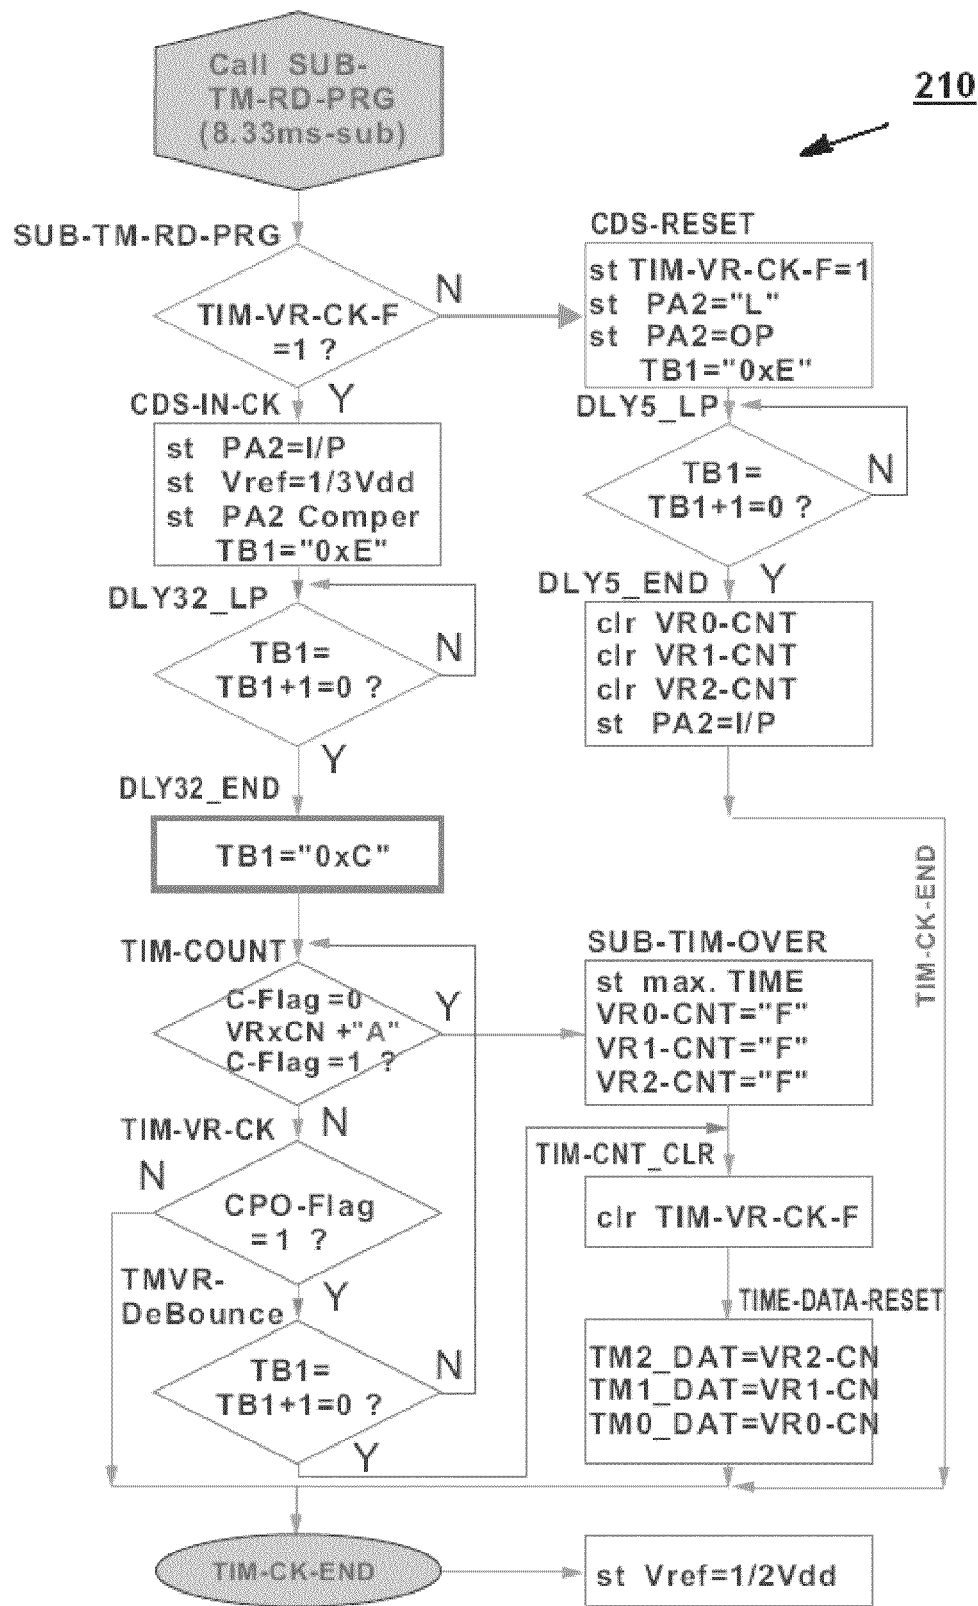 Call SUB-
TM-RD-PRG
(8.33ms-sub)
210
SUB-TM-RD-PRG
TIM-VR-CK-F
=1 ?
N
Y
CDS-RESET
st TIM-VR-CK-F=1
st PA2="L"
st PA2=OP
TB1="0xE"
CDS-IN-CK
st PA2=I/P
st Vref=1/3Vdd
st PA2 Comper
TB1="0xE"
DLY5_LP
TB1=
TB1+1=0 ?
N
Y
DLY32_LP
TB1=
TB1+1=0 ?
N
Y
DLY5_END
clr VR0-CNT
clr VR1-CNT
clr VR2-CNT
st PA2=I/P
DLY32_END
TB1="0xC"
TIM-CK-END
TIM-COUNT
C-Flag=0
VRxCN +"A"
C-Flag=1 ?
Y
N
SUB-TIM-OVER
st max. TIME
VR0-CNT="F"
VR1-CNT="F"
VR2-CNT="F"
TIM-VR-CK
N
CPO-Flag
=1 ?
Y
TIM-CNT_CLR
clr TIM-VR-CK-F
TMVR-
DeBounce
TB1=
TB1+1=0 ?
N
Y
TIME-DATA-RESET
TM2_DAT=VR2-CN
TM1_DAT=VR1-CN
TM0_DAT=VR0-CN
TIM-CK-END
st Vref=1/2Vdd